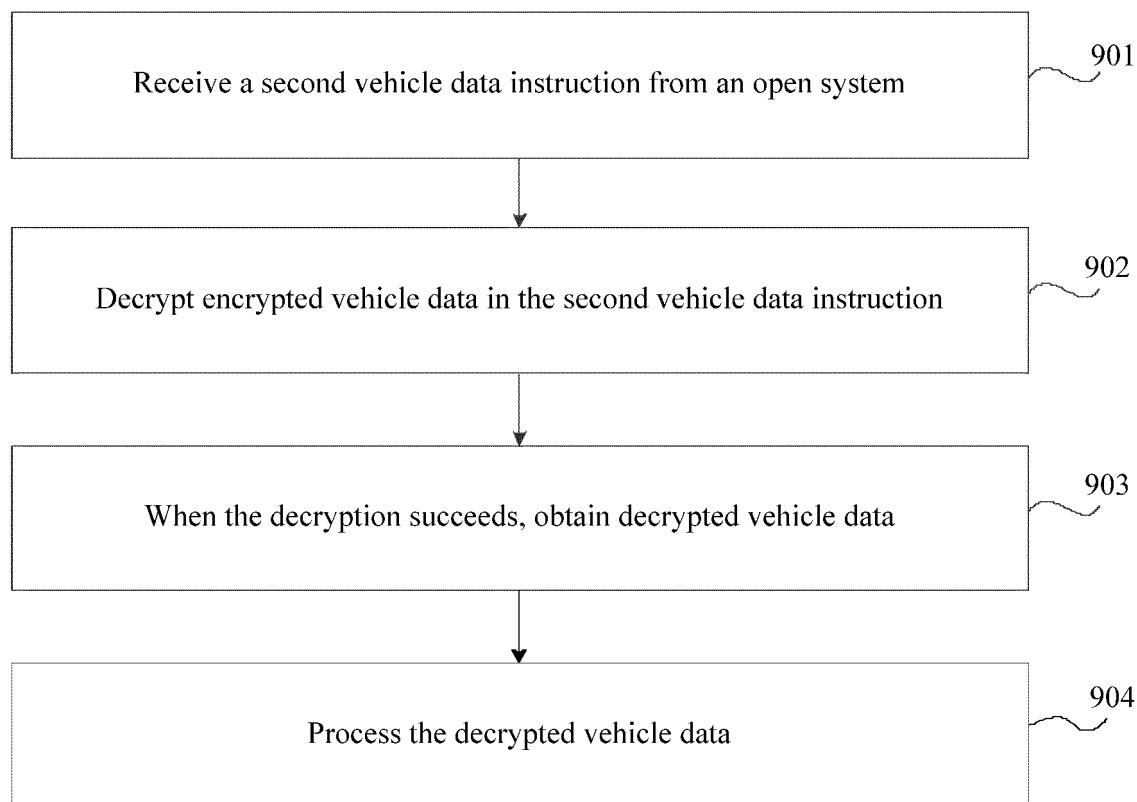 Receive a second vehicle data instruction from an open system
901
Decrypt encrypted vehicle data in the second vehicle data instruction
902
When the decryption succeeds, obtain decrypted vehicle data
903
Process the decrypted vehicle data
904